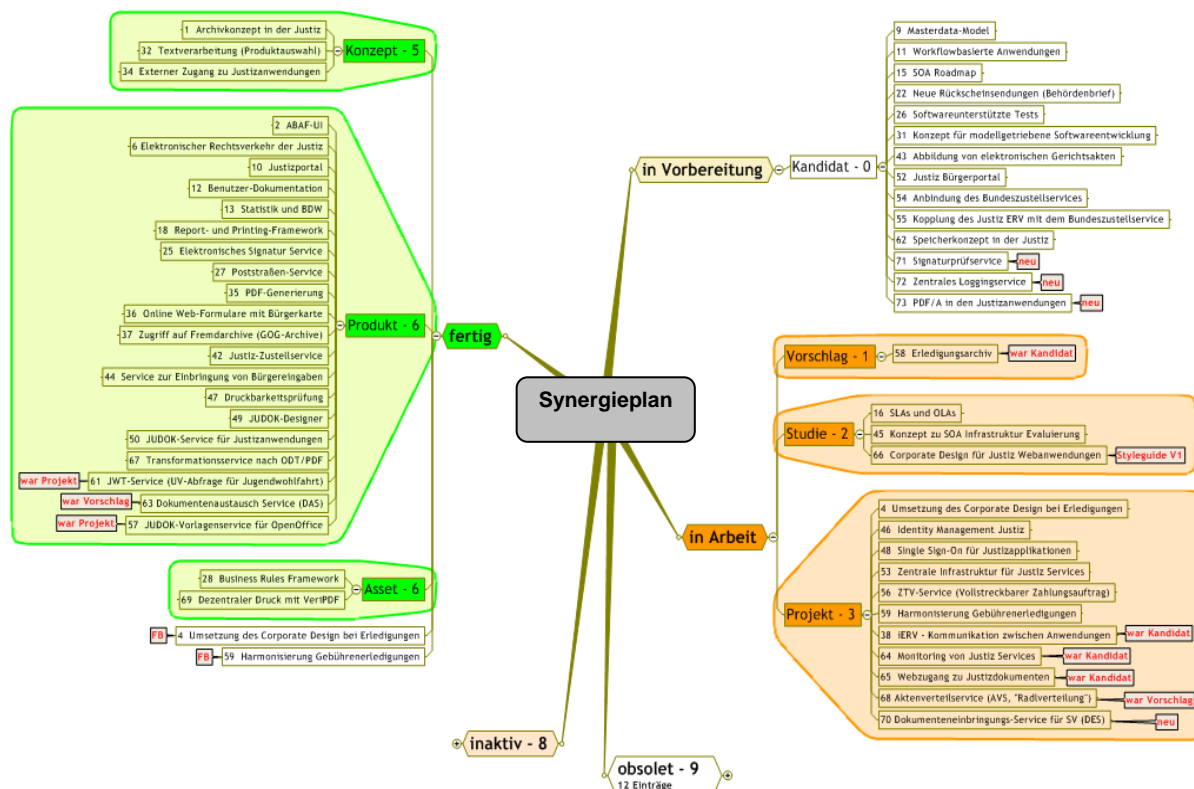 Synergieplan
fertig
Konzept - 5
1 Archivkonzept in der Justiz
32 Textverarbeitung (Produktauswahl)
34 Externer Zugang zu Justizanwendungen
Produkt - 6
2 ABAF-UI
6 Elektronischer Rechtsverkehr der Justiz
10 Justizportal
12 Benutzer-Dokumentation
13 Statistik und BDW
18 Report- und Printing-Framework
25 Elektronisches Signatur Service
27 Poststraßen-Service
35 PDF-Generierung
36 Online Web-Formulare mit Bürgerkarte
37 Zugriff auf Fremdarchive (GOG-Archive)
42 Justiz-Zustellservice
44 Service zur Einbringung von Bürgereingaben
47 Druckbarkeitsprüfung
49 JUDOK-Designer
50 JUDOK-Service für Justizanwendungen
67 Transformationsservice nach ODT/PDF
war Projekt 61 JWT-Service (UV-Abfrage für Jugendwohlfahrt)
war Vorschlag 63 Dokumentenaustausch Service (DAS)
war Projekt 57 JUDOK-Vorlagenservice für OpenOffice
Asset - 6
28 Business Rules Framework
69 Dezentraler Druck mit VeriPDF
FB 4 Umsetzung des Corporate Design bei Erledigungen
FB 59 Harmonisierung Gebührenerledigungen
in Vorbereitung
Kandidat - 0
9 Masterdata-Model
11 Workflowbasierte Anwendungen
15 SOA Roadmap
22 Neue Rückscheinsendungen (Behördenbrief)
26 Softwareunterstützte Tests
31 Konzept für modellgetriebene Softwareentwicklung
43 Abbildung von elektronischen Gerichtsakten
52 Justiz Bürgerportal
54 Anbindung des Bundeszustellservices
55 Kopplung des Justiz ERV mit dem Bundeszustellservice
62 Speicherkonzept in der Justiz
71 Signaturprüfservice neu
72 Zentrales Loggingservice neu
73 PDF/A in den Justizanwendungen neu
in Arbeit
Vorschlag - 1
58 Erledigungsarchiv war Kandidat
Studie - 2
16 SLAs und OLAs
45 Konzept zu SOA Infrastruktur Evaluierung
66 Corporate Design für Justiz Webanwendungen Styleguide V1
Projekt - 3
4 Umsetzung des Corporate Design bei Erledigungen
46 Identity Management Justiz
48 Single Sign-On für Justizapplikationen
53 Zentrale Infrastruktur für Justiz Services
56 ZTV-Service (Vollstreckbarer Zahlungsauftrag)
59 Harmonisierung Gebührenerledigungen
38 iERV - Kommunikation zwischen Anwendungen war Kandidat
64 Monitoring von Justiz Services war Kandidat
65 Webzugang zu Justizdokumenten war Kandidat
68 Aktenverteilservice (AVS, "Radlverteilung") war Vorschlag
70 Dokumenteneinbringungs-Service für SV (DES) neu
inaktiv - 8
obsolet - 9
12 Einträge